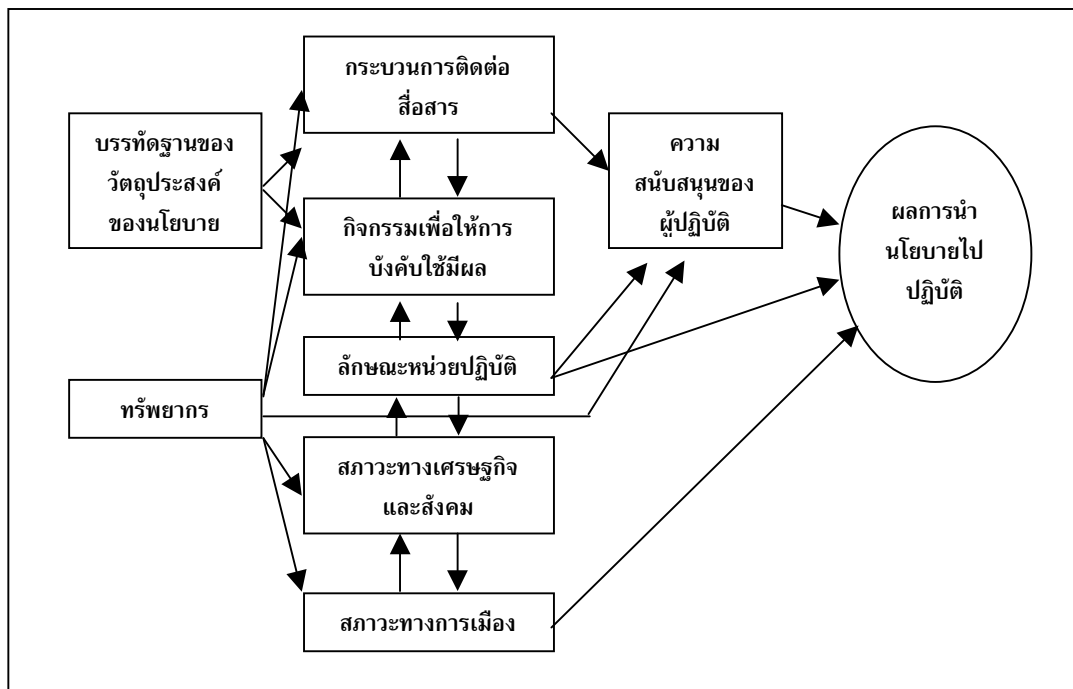 กระบวนการติดต่อ
สื่อสาร
บรรทัดฐานของ
วัตถุประสงค์
ของนโยบาย
ความ
สนับสนุนของ
ผู้ปฏิบัติ
กิจกรรมเพื่อให้การ
บังคับใช้มีผล
ผลการนำ
นโยบายไป
ปฏิบัติ
ลักษณะหน่วยปฏิบัติ
ทรัพยากร
สภาวะทางเศรษฐกิจ
และสังคม
สภาวะทางการเมือง